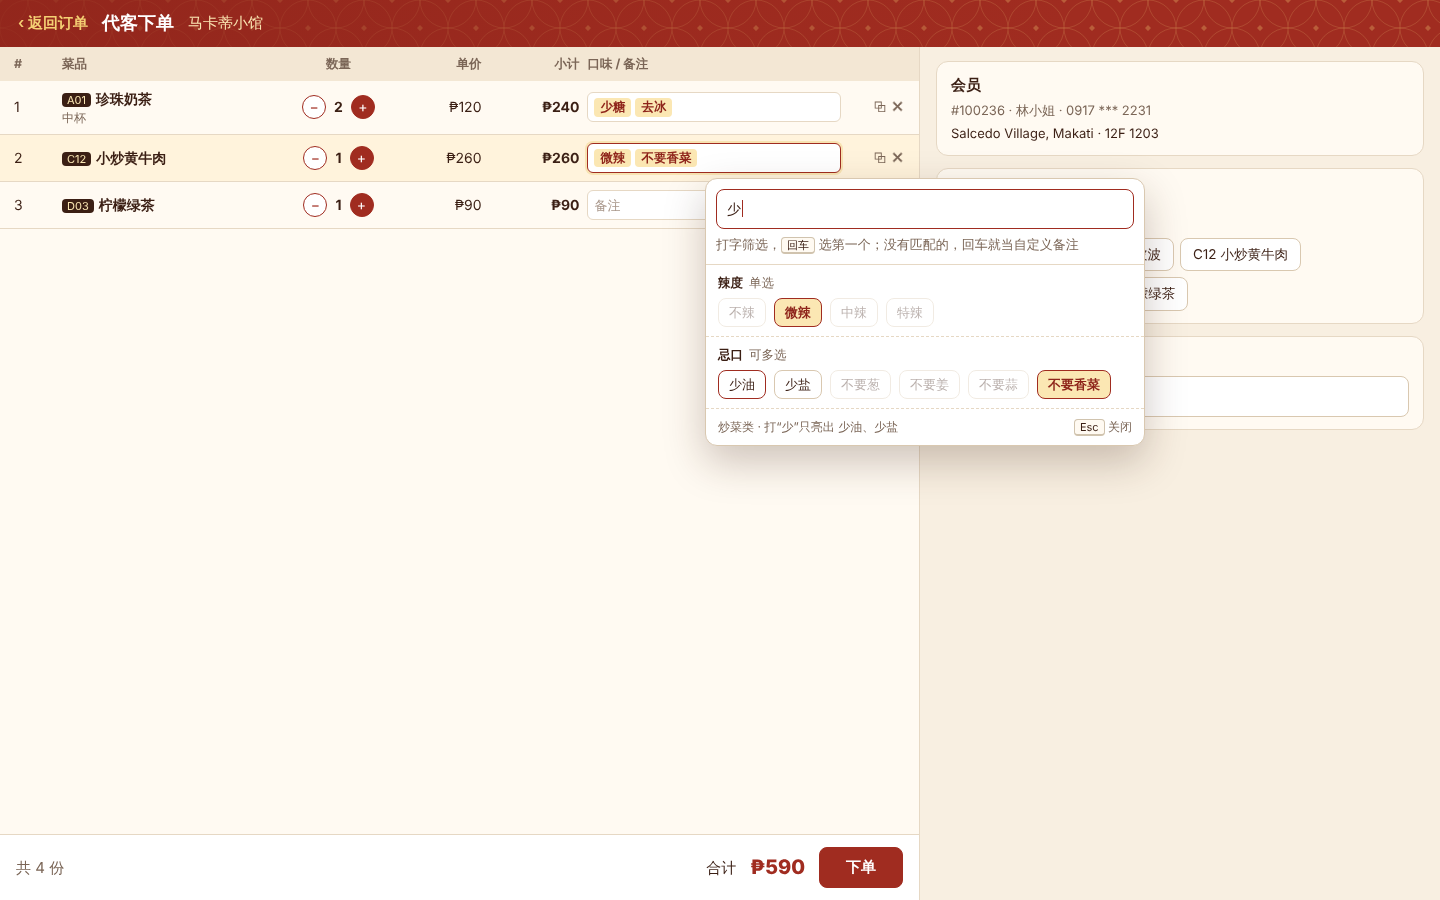 ‹ 返回订单 代客下单 马卡蒂小馆
# 菜品 数量 单价 小计 口味 / 备注
1 A01 珍珠奶茶 − 2 + ₱120 ₱240 少糖 去冰
中杯
2 C12 小炒黄牛肉 − 1 + ₱260 ₱260 微辣 不要香菜
3 D03 柠檬绿茶 − 1 + ₱90 ₱90 备注
少
打字筛选，回车 选第一个；没有匹配的，回车就当自定义备注
辣度 单选
不辣 微辣 中辣 特辣
忌口 可多选
少油 少盐 不要葱 不要姜 不要蒜 不要香菜
炒菜类 · 打“少”只亮出 少油、少盐 Esc 关闭
会员
#100236 · 林小姐 · 0917 *** 2231
Salcedo Village, Makati · 12F 1203
波 C12 小炒黄牛肉
绿茶
共 4 份 合计 ₱590 下单